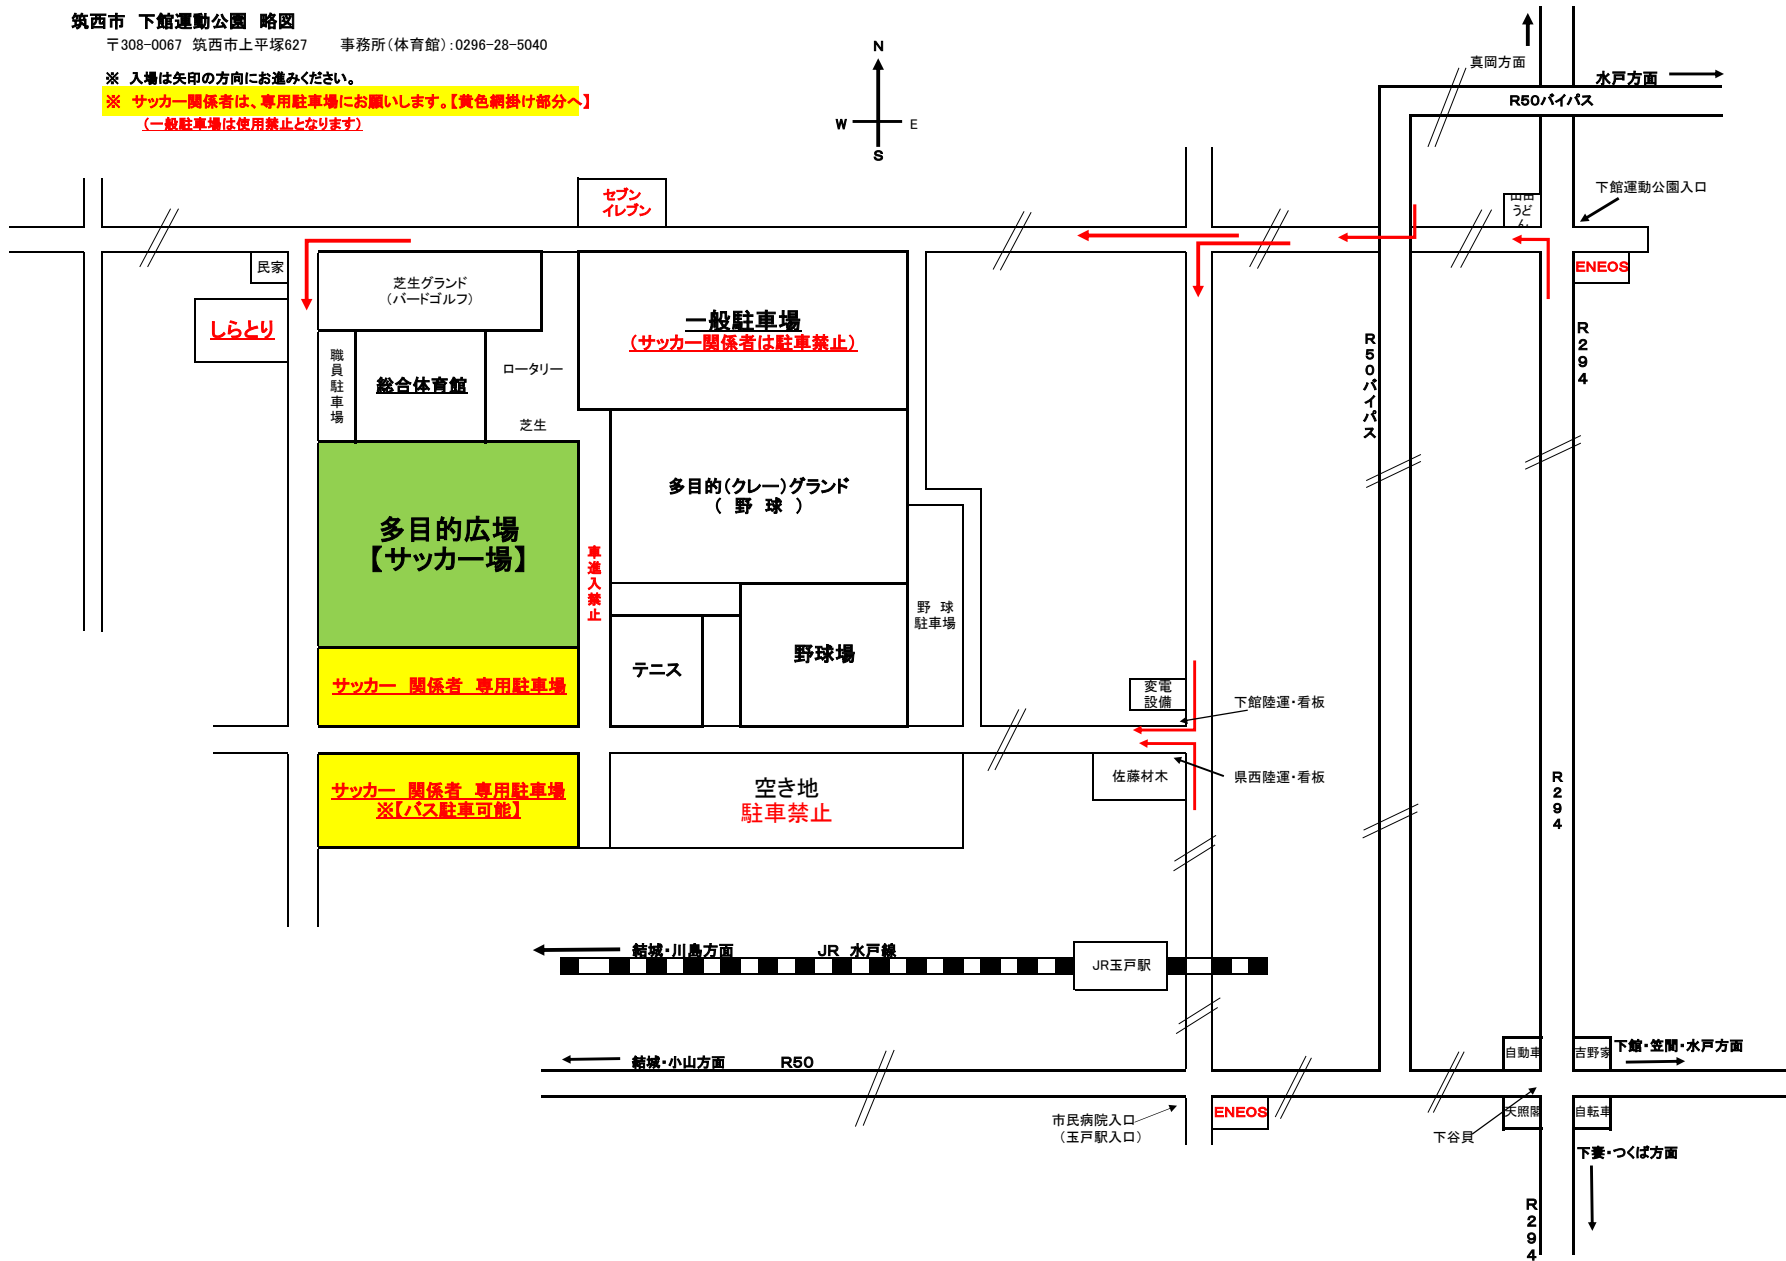 筑西市 下館運動公園 略図
〒308-0067 筑西市上平塚627 事務所(体育館):0296-28-5040
※ 入場は矢印の方向にお進みください。
※ サッカー関係者は、専用駐車場にお願いします。【黄色網掛け部分へ】
(一般駐車場は使用禁止となります)
N
W
E
S
真岡方面
水戸方面
R50バイパス
セブン
イレブン
うどん
下館運動公園入口
民家
しらとり
芝生グランド
(バードゴルフ)
一般駐車場
(サッカー関係者は駐車禁止)
ENEOS
職員駐車場
総合体育館
ロータリー
芝生
R50バイパス
R294
多目的広場
【サッカー場】
多目的(クレー)グランド
( 野 球 )
車進入禁止
野 球
駐車場
テニス
野球場
サッカー 関係者 専用駐車場
変電
設備
下館陸運・看板
サッカー 関係者 専用駐車場
※【バス駐車可能】
空き地
駐車禁止
佐藤材木
県西陸運・看板
R294
結城・川島方面
JR 水戸線
JR玉戸駅
結城・小山方面
R50
自動車
吉野家
下館・笠間・水戸方面
市民病院入口
(玉戸駅入口)
ENEOS
下谷貝
天照閣
自転車
下妻・つくば方面
R294